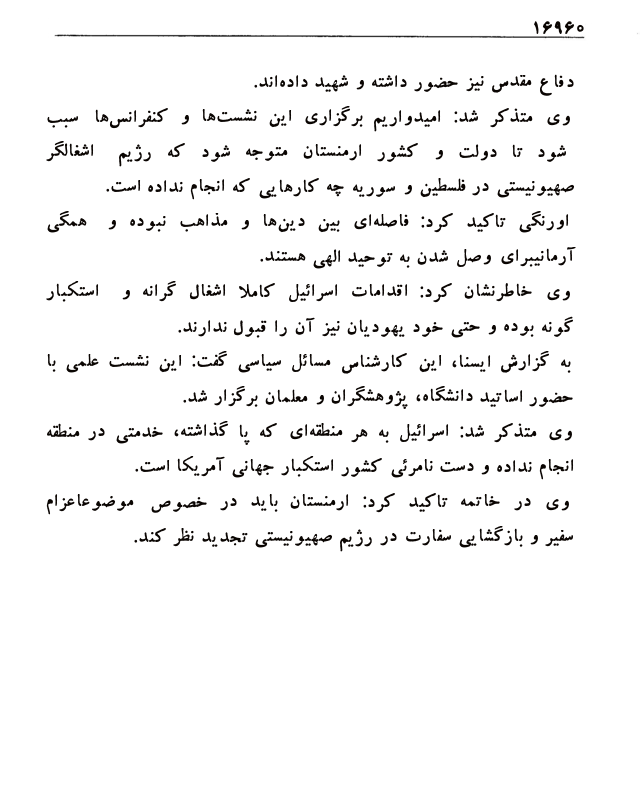 ۱۶۹۶۰
دفاع مقدس نیز حضور داشته و شهید داده‌اند.
وی متذکر شد: امیدواریم برگزاری این نشست‌ها و کنفرانس‌ها سبب
شود تا دولت و کشور ارمنستان متوجه شود که رژیم اشغالگر
صهیونیستی در فلسطین و سوریه چه کارهایی که انجام نداده است.
اورنگی تاکید کرد: فاصله‌ای بین دین‌ها و مذاهب نبوده و همگی
آرمانیبرای وصل شدن به توحید الهی هستند.
وی خاطرنشان کرد: اقدامات اسرائیل کاملا اشغال گرانه و استکبار
گونه بوده و حتی خود یهودیان نیز آن را قبول ندارند.
به گزارش ایسنا، این کارشناس مسائل سیاسی گفت: این نشست علمی با
حضور اساتید دانشگاه، پژوهشگران و معلمان برگزار شد.
وی متذکر شد: اسرائیل به هر منطقه‌ای که پا گذاشته، خدمتی در منطقه
انجام نداده و دست نامرئی کشور استکبار جهانی آمریکا است.
وی در خاتمه تاکید کرد: ارمنستان باید در خصوص موضوعاعزام
سفیر و بازگشایی سفارت در رژیم صهیونیستی تجدید نظر کند.